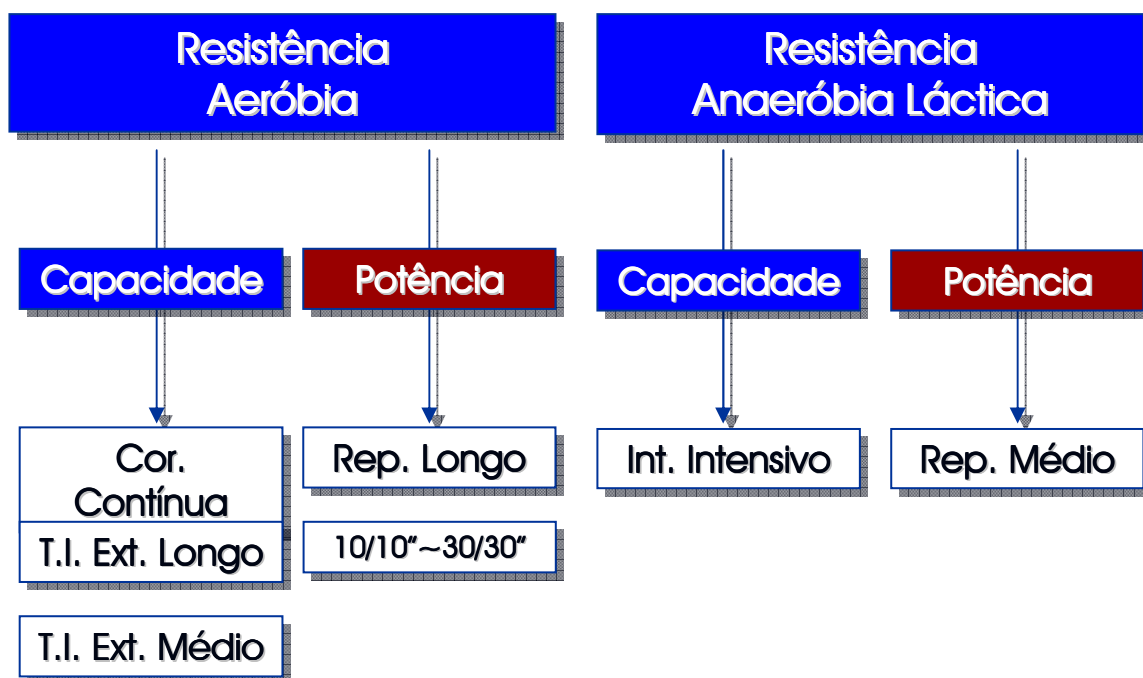 Resistência
Aeróbia
Resistência
Anaeróbia Láctica
Capacidade
Potência
Capacidade
Potência
Cor.
Contínua
Rep. Longo
Int. Intensivo
Rep. Médio
T.I. Ext. Longo
10/10”~30/30”
T.I. Ext. Médio